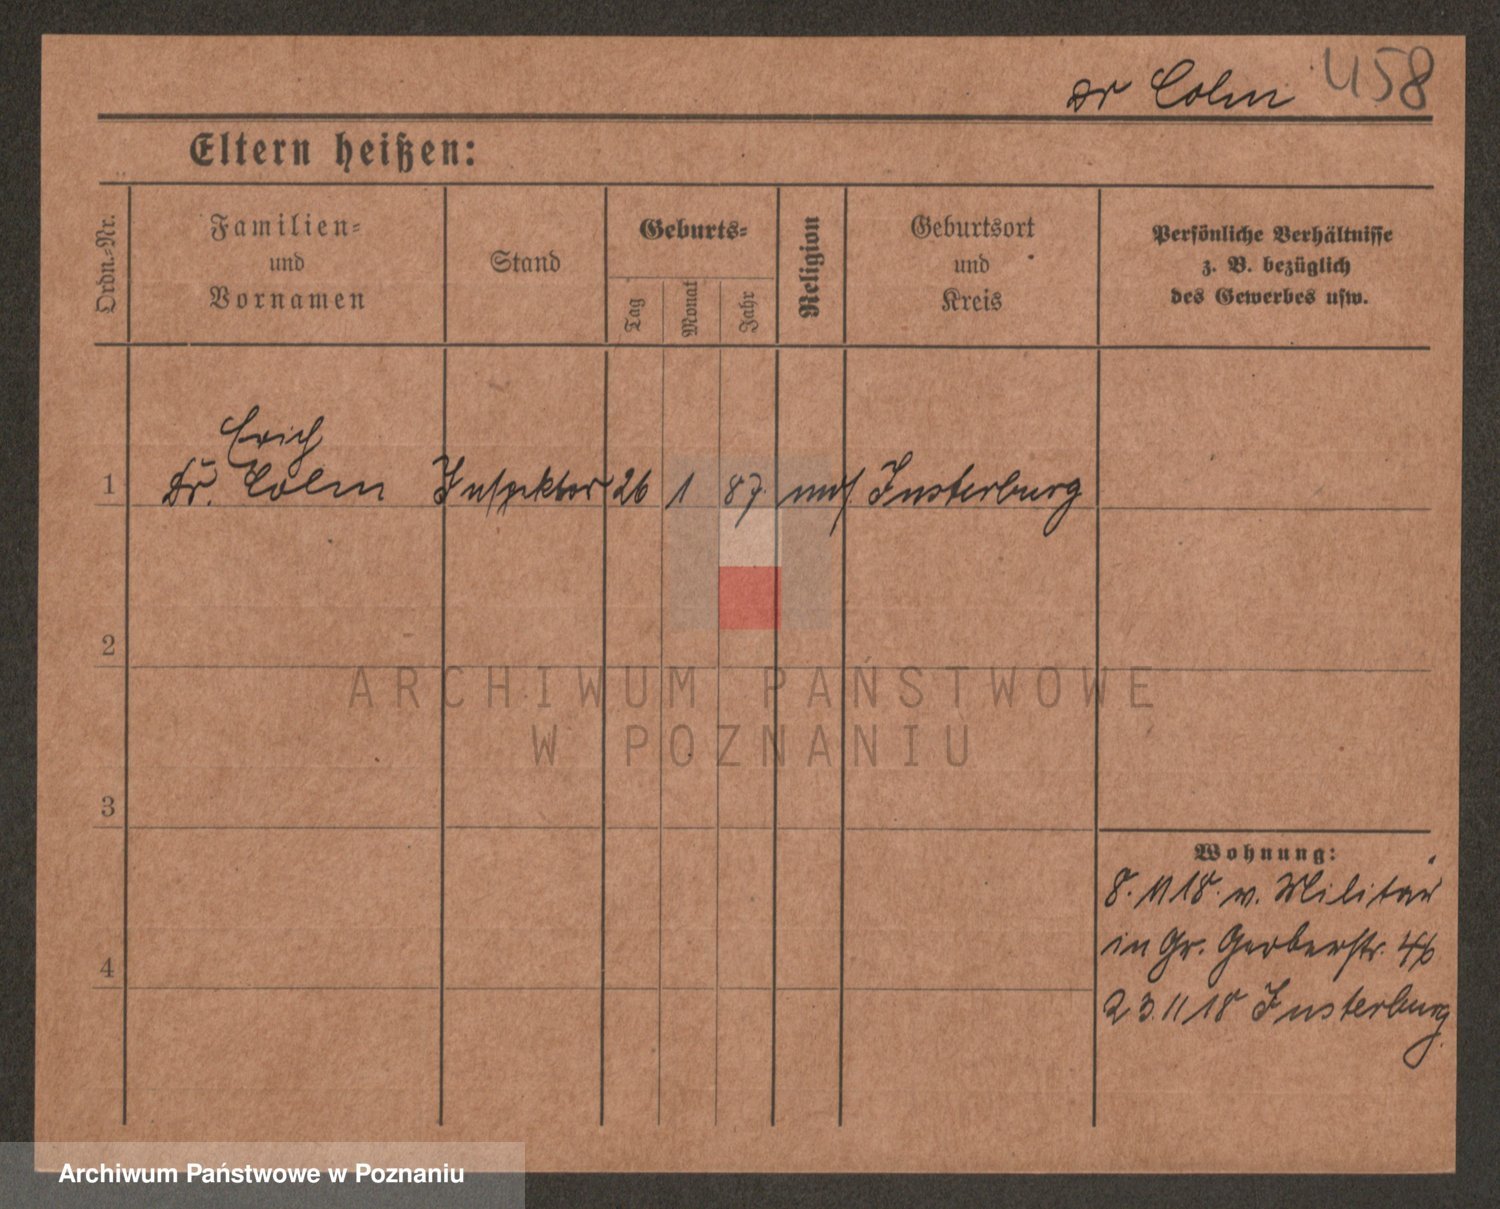 Dr Colm 458
Eltern heißen:
Ordn.-Nr.
Familien-
und
Vornamen
Stand
Geburts-
Tag
Monat
Jahr
Religion
Geburtsort
und
Kreis
Persönliche Verhältnisse
z. B. bezüglich
des Gewerbes usw.
Erich
1 Dr. Colm Inspektor 26 1 87 mos Insterburg
2
ARCHIWUM PAŃSTWOWE
W POZNANIU
3
Wohnung:
8. 11 18. v. Militär
in Gr. Gerberstr. 46
4
23. 11 18 Insterburg.
Archiwum Państwowe w Poznaniu